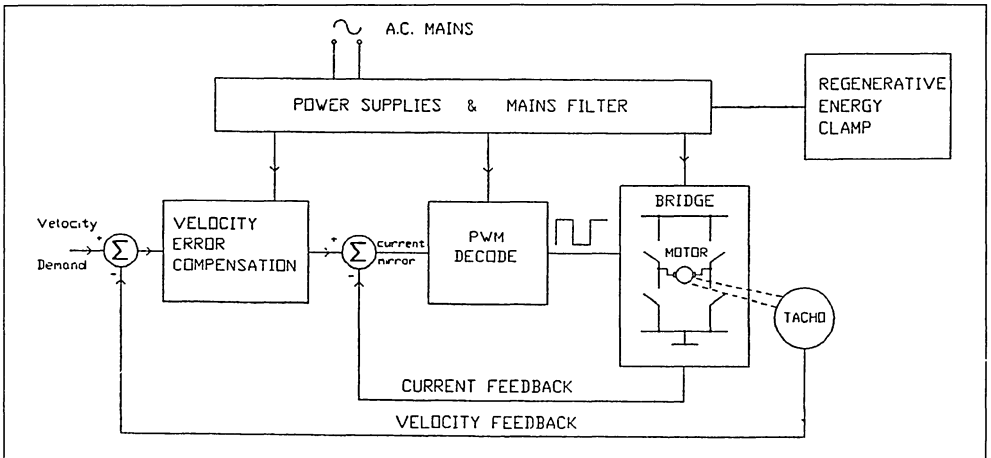 A.C. MAINS
POWER SUPPLIES & MAINS FILTER
REGENERATIVE
ENERGY
CLAMP
Velocity
Demand
+
-
Σ
VELOCITY
ERROR
COMPENSATION
+
-
Σ
current
mirror
PWM
DECODE
BRIDGE
MOTOR
TACHO
CURRENT FEEDBACK
VELOCITY FEEDBACK